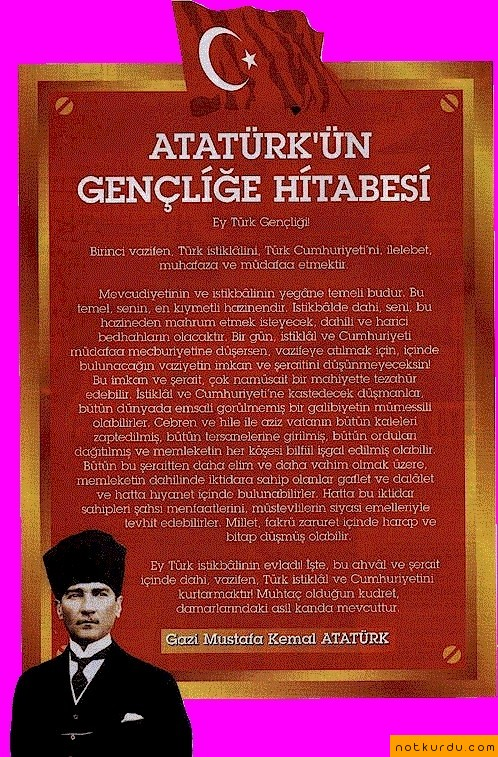 ATATÜRK'ÜN
GENÇLİĞE HİTABESİ
Ey Türk Gençliği!
Birinci vazifen, Türk istiklâlini, Türk Cumhuriyeti'ni, ilelebet,
muhafaza ve müdafaa etmektir.
Mevcudiyetinin ve istikbâlinin yegâne temeli budur. Bu
temel, senin, en kıymetli hazinendir. İstikbâlde dahi, seni, bu
hazineden mahrum etmek isteyecek, dahili ve harici
bedhahların olacaktır. Bir gün, istiklâl ve Cumhuriyeti
müdafaa mecburiyetine düşersen, vazifeye atılmak için, içinde
bulunacağın vaziyetin imkan ve şeraitini düşünmeyeceksin!
Bu imkan ve şerait, çok namüsait bir mahiyette tezahür
edebilir. İstiklâl ve Cumhuriyeti'ne kastedecek düşmanlar,
bütün dünyada emsali görülmemiş bir galibiyetin mümessili
olabilirler. Cebren ve hile ile aziz vatanın bütün kaleleri
zaptedilmiş, bütün tersanelerine girilmiş, bütün orduları
dağıtılmış ve memleketin her köşesi bilfiil işgal edilmiş olabilir.
Bütün bu şeraitten daha elim ve daha vahim olmak üzere,
memleketin dahilinde iktidara sahip olanlar gaflet ve dalâlet
ve hatta hıyanet içinde bulunabilirler. Hatta bu iktidar
sahipleri şahsi menfaatlerini, müstevlilerin siyasi emelleriyle
tevhit edebilirler. Millet, fakrü zaruret içinde harap ve
bitap düşmüş olabilir.
Ey Türk istikbâlinin evladı! İşte, bu ahvâl ve şerait
içinde dahi, vazifen, Türk istiklâl ve Cumhuriyetini
kurtarmaktır! Muhtaç olduğun kudret,
damarlarındaki asil kanda mevcuttur.
Gazi Mustafa Kemal ATATÜRK
notkurdu.com